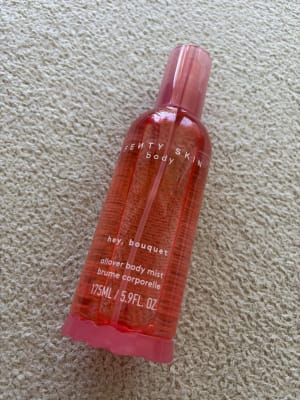 FENTY SKIN
body
hey, bouquet
allover body mist
brume corporelle
175ML / 5.9FL. OZ